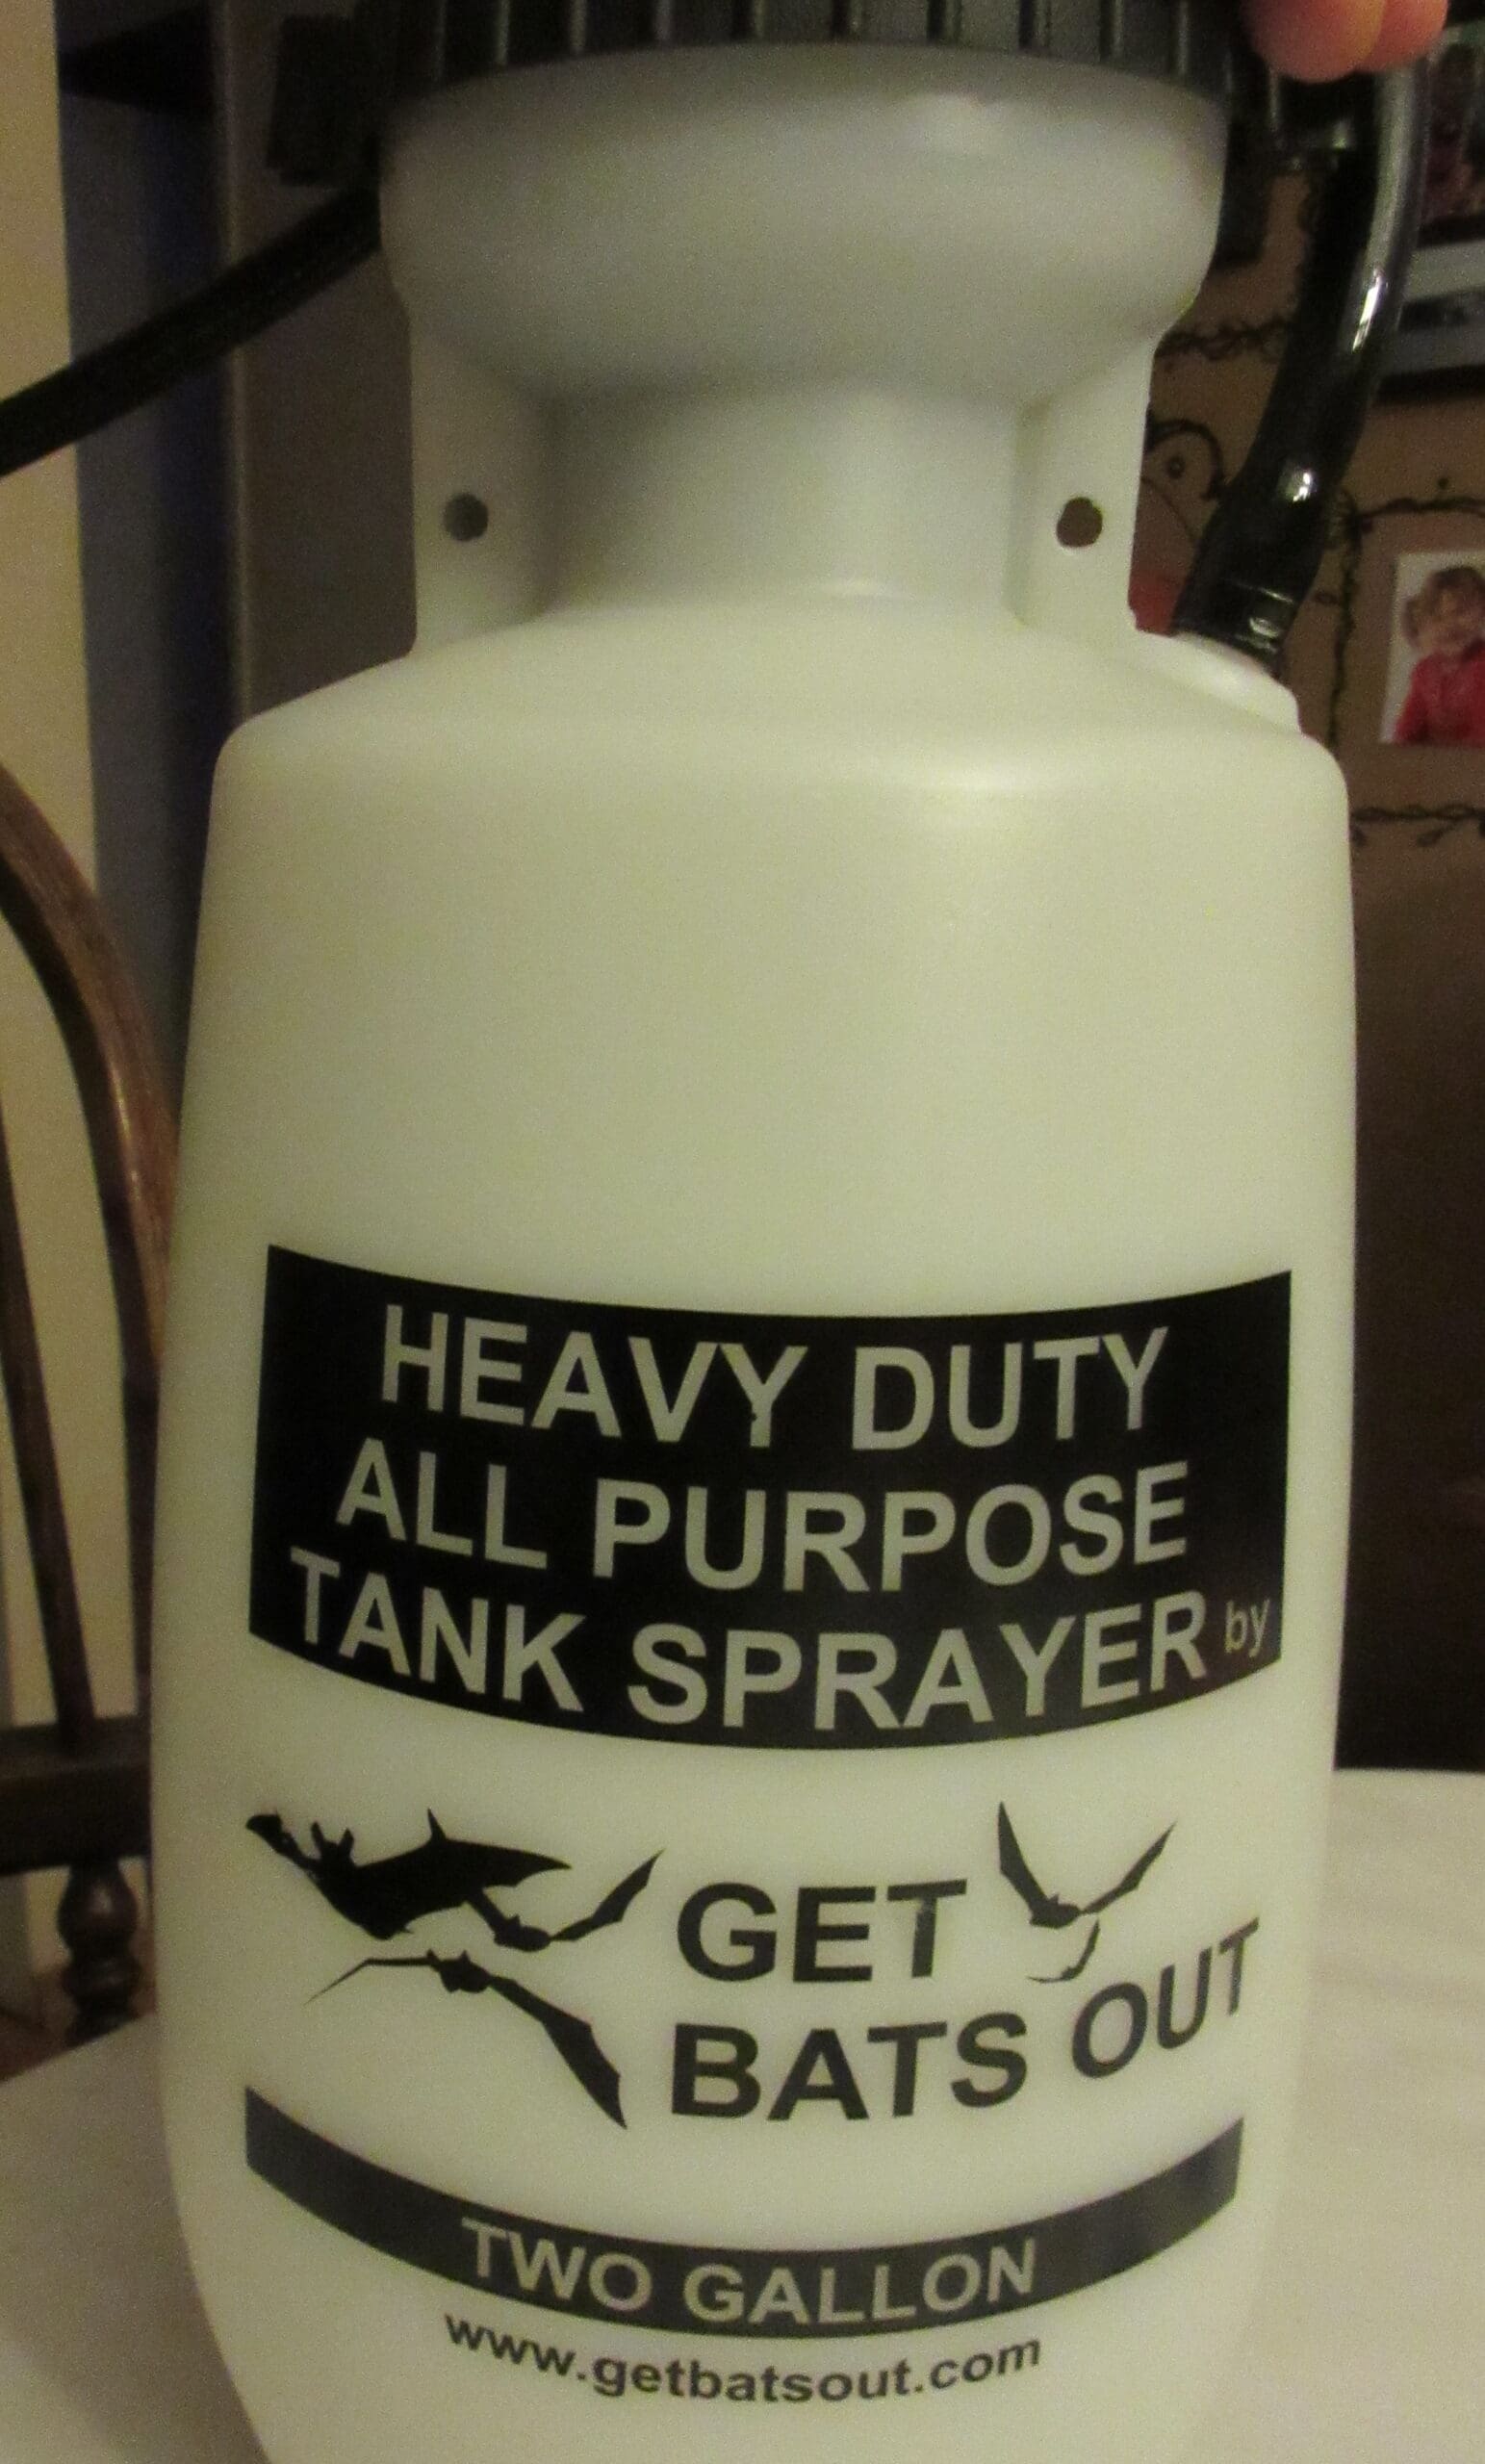 HEAVY DUTY
ALL PURPOSE
TANK SPRAYER by
GET
BATS OUT
TWO GALLON
www.getbatsout.com